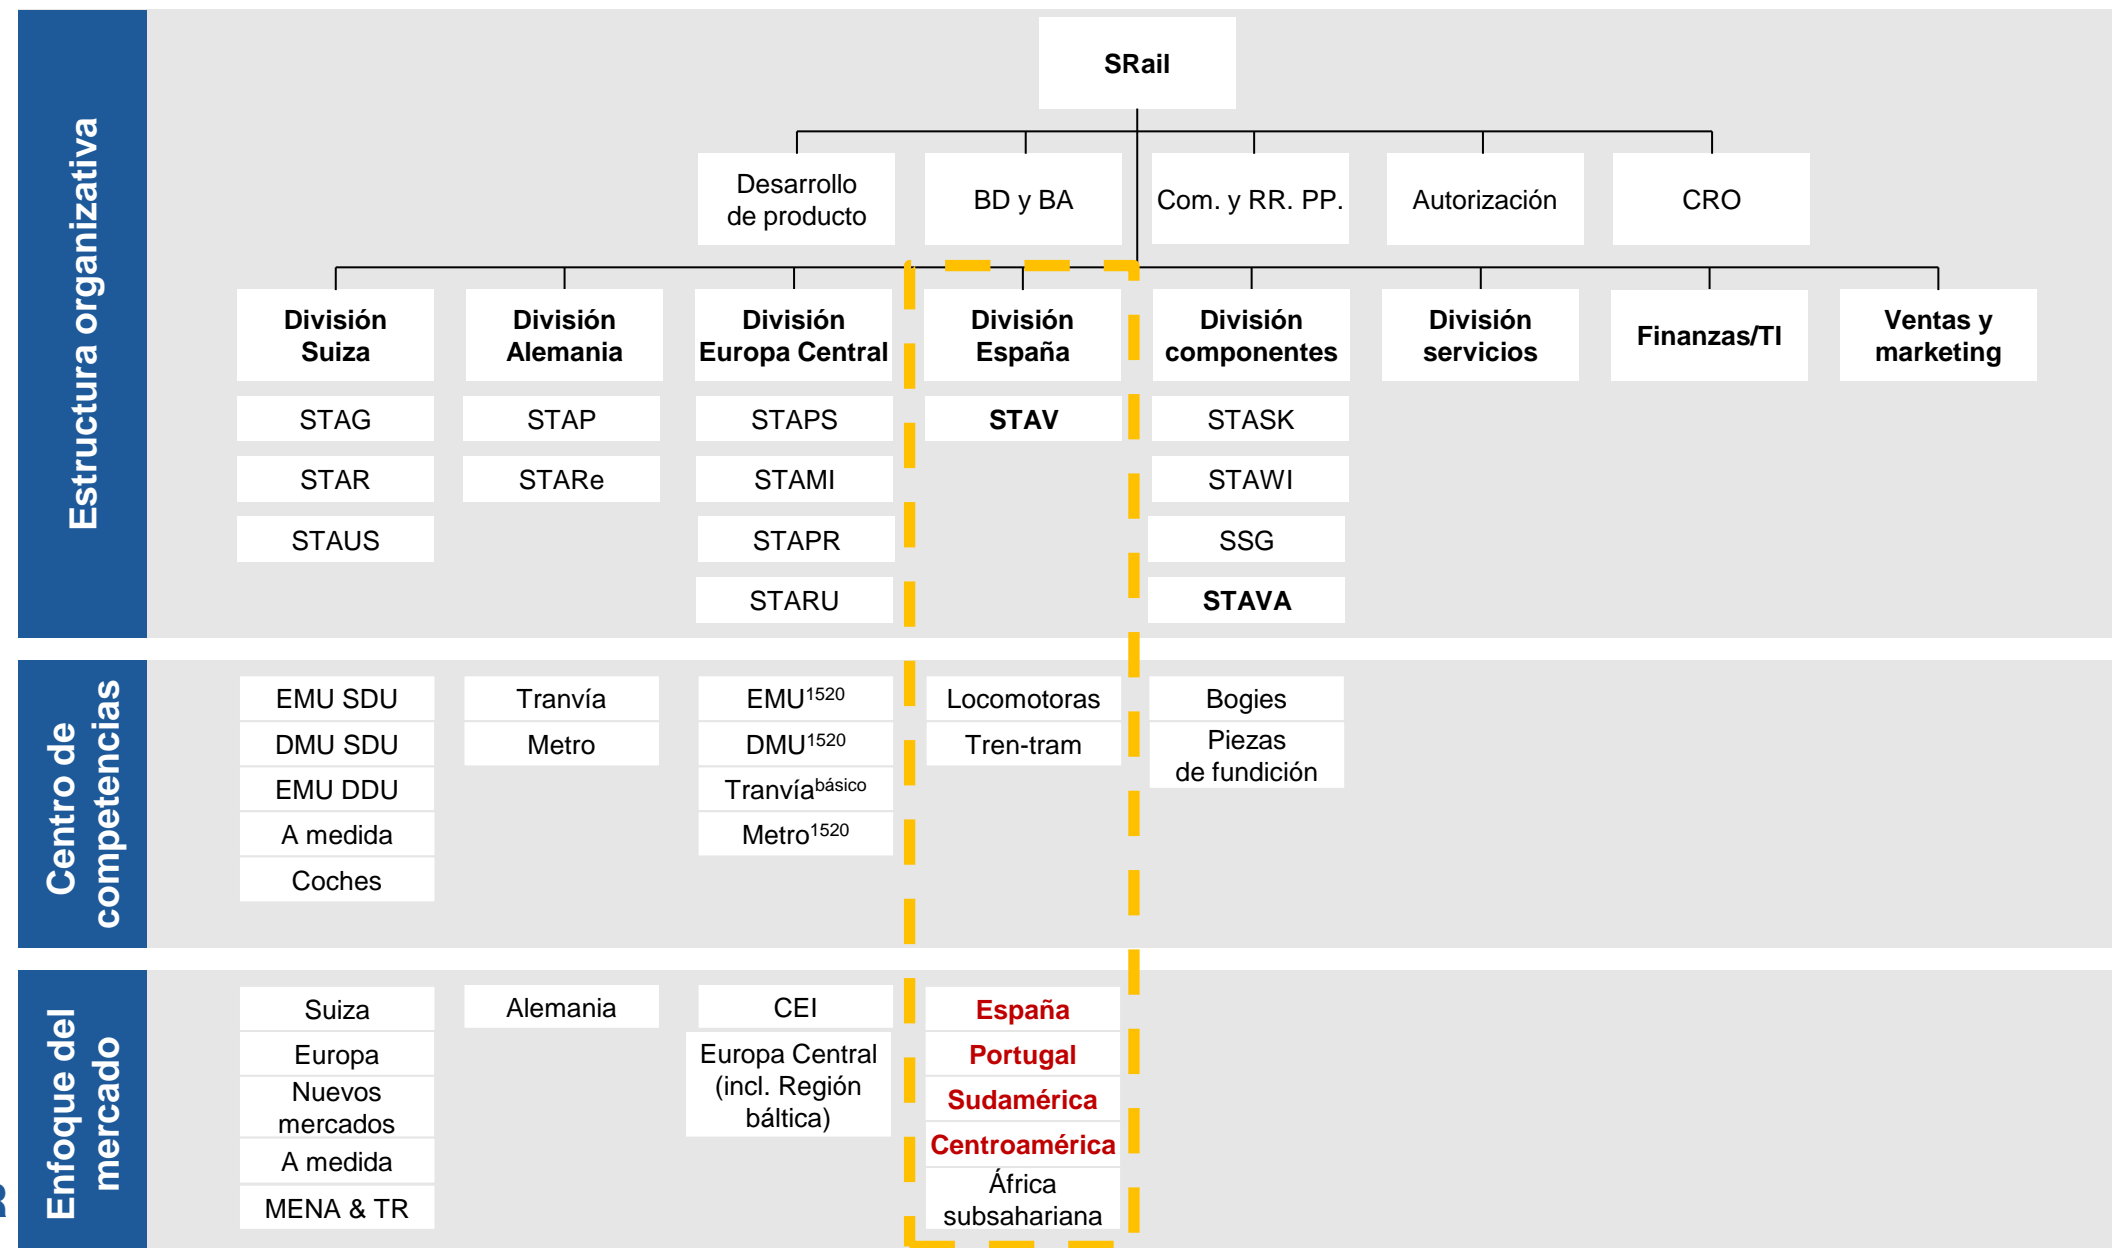 Estructura organizativa
SRail
Desarrollo
de producto
BD y BA
Com. y RR. PP.
Autorización
CRO
División
Suiza
División
Alemania
División
Europa Central
División
España
División
componentes
División
servicios
Finanzas/TI
Ventas y
marketing
STAG
STAP
STAPS
STAV
STASK
STAR
STARe
STAMI
STAWI
STAUS
STAPR
SSG
STARU
STAVA
Centro de
competencias
EMU SDU
Tranvía
EMU¹⁵²⁰
Locomotoras
Bogies
DMU SDU
Metro
DMU¹⁵²⁰
Tren-tram
Piezas
de fundición
EMU DDU
Tranvíabásico
A medida
Metro¹⁵²⁰
Coches
Enfoque del
mercado
Suiza
Alemania
CEI
España
Europa
Europa Central
(incl. Región
báltica)
Portugal
Nuevos
mercados
Sudamérica
A medida
Centroamérica
MENA & TR
África
subsahariana